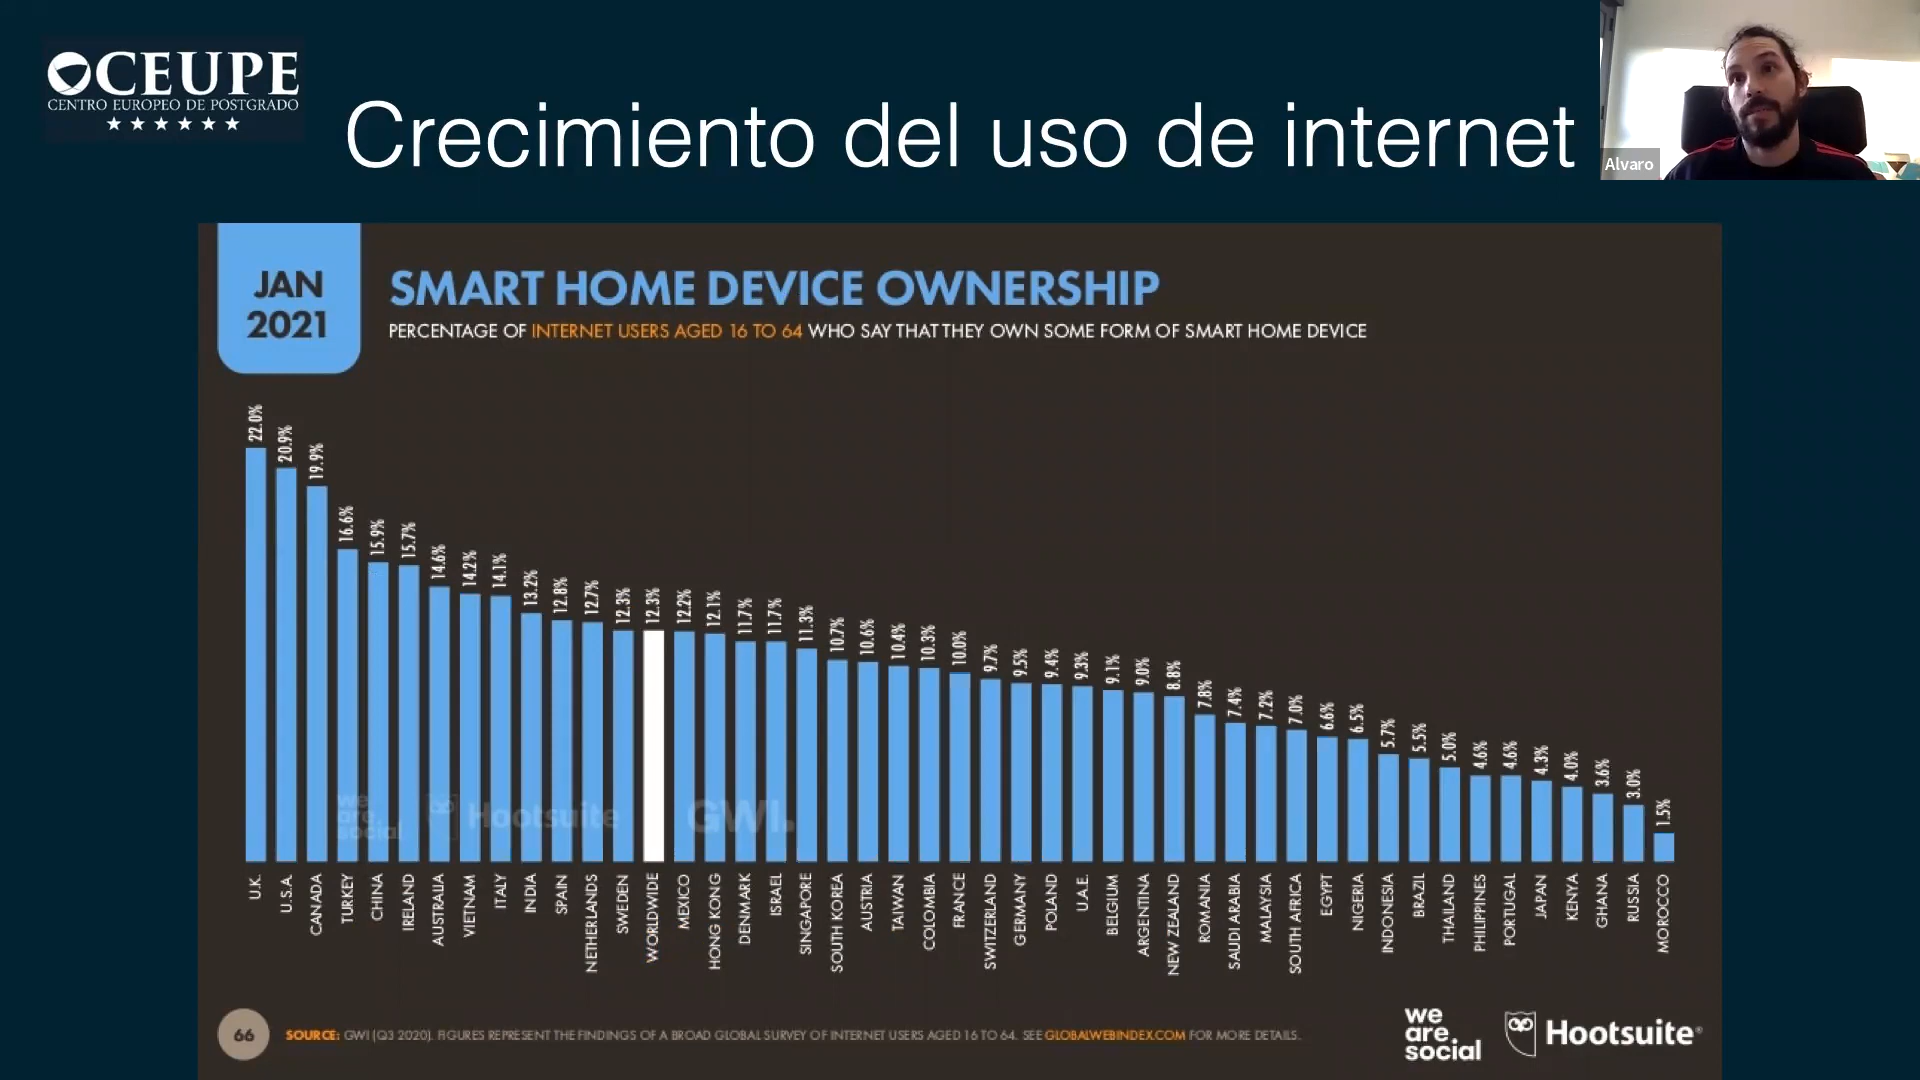 CEUPE
CENTRO EUROPEO DE POSTGRADO
Crecimiento del uso de internet
Alvaro
JAN
2021
SMART HOME DEVICE OWNERSHIP
PERCENTAGE OF INTERNET USERS AGED 16 TO 64 WHO SAY THAT THEY OWN SOME FORM OF SMART HOME DEVICE
22.0% 20.9% 19.9% 16.6% 15.9% 15.7% 14.6% 14.2% 14.1% 13.2% 12.8% 12.7% 12.3% 12.3% 12.2% 12.1% 11.7% 11.7% 11.3% 10.7% 10.6% 10.4% 10.3% 10.0% 9.7% 9.5% 9.4% 9.3% 9.1% 9.0% 8.8% 7.8% 7.4% 7.2% 7.0% 6.6% 6.5% 5.7% 5.5% 5.0% 4.6% 4.6% 4.3% 4.0% 3.6% 3.0% 1.5%
we
are
social
Hootsuite
GWI.
U.K. U.S.A. CANADA TURKEY CHINA IRELAND AUSTRALIA VIETNAM ITALY INDIA SPAIN NETHERLANDS SWEDEN WORLDWIDE MEXICO HONG KONG DENMARK ISRAEL SINGAPORE SOUTH KOREA AUSTRIA TAIWAN COLOMBIA FRANCE SWITZERLAND GERMANY POLAND U.A.E. BELGIUM ARGENTINA NEW ZEALAND ROMANIA SAUDI ARABIA MALAYSIA SOUTH AFRICA EGYPT NIGERIA INDONESIA BRAZIL THAILAND PHILIPPINES PORTUGAL JAPAN KENYA GHANA RUSSIA MOROCCO
66
SOURCE: GWI (Q3 2020). FIGURES REPRESENT THE FINDINGS OF A BROAD GLOBAL SURVEY OF INTERNET USERS AGED 16 TO 64. SEE GLOBALWEBINDEX.COM FOR MORE DETAILS.
we
are
social
Hootsuite®